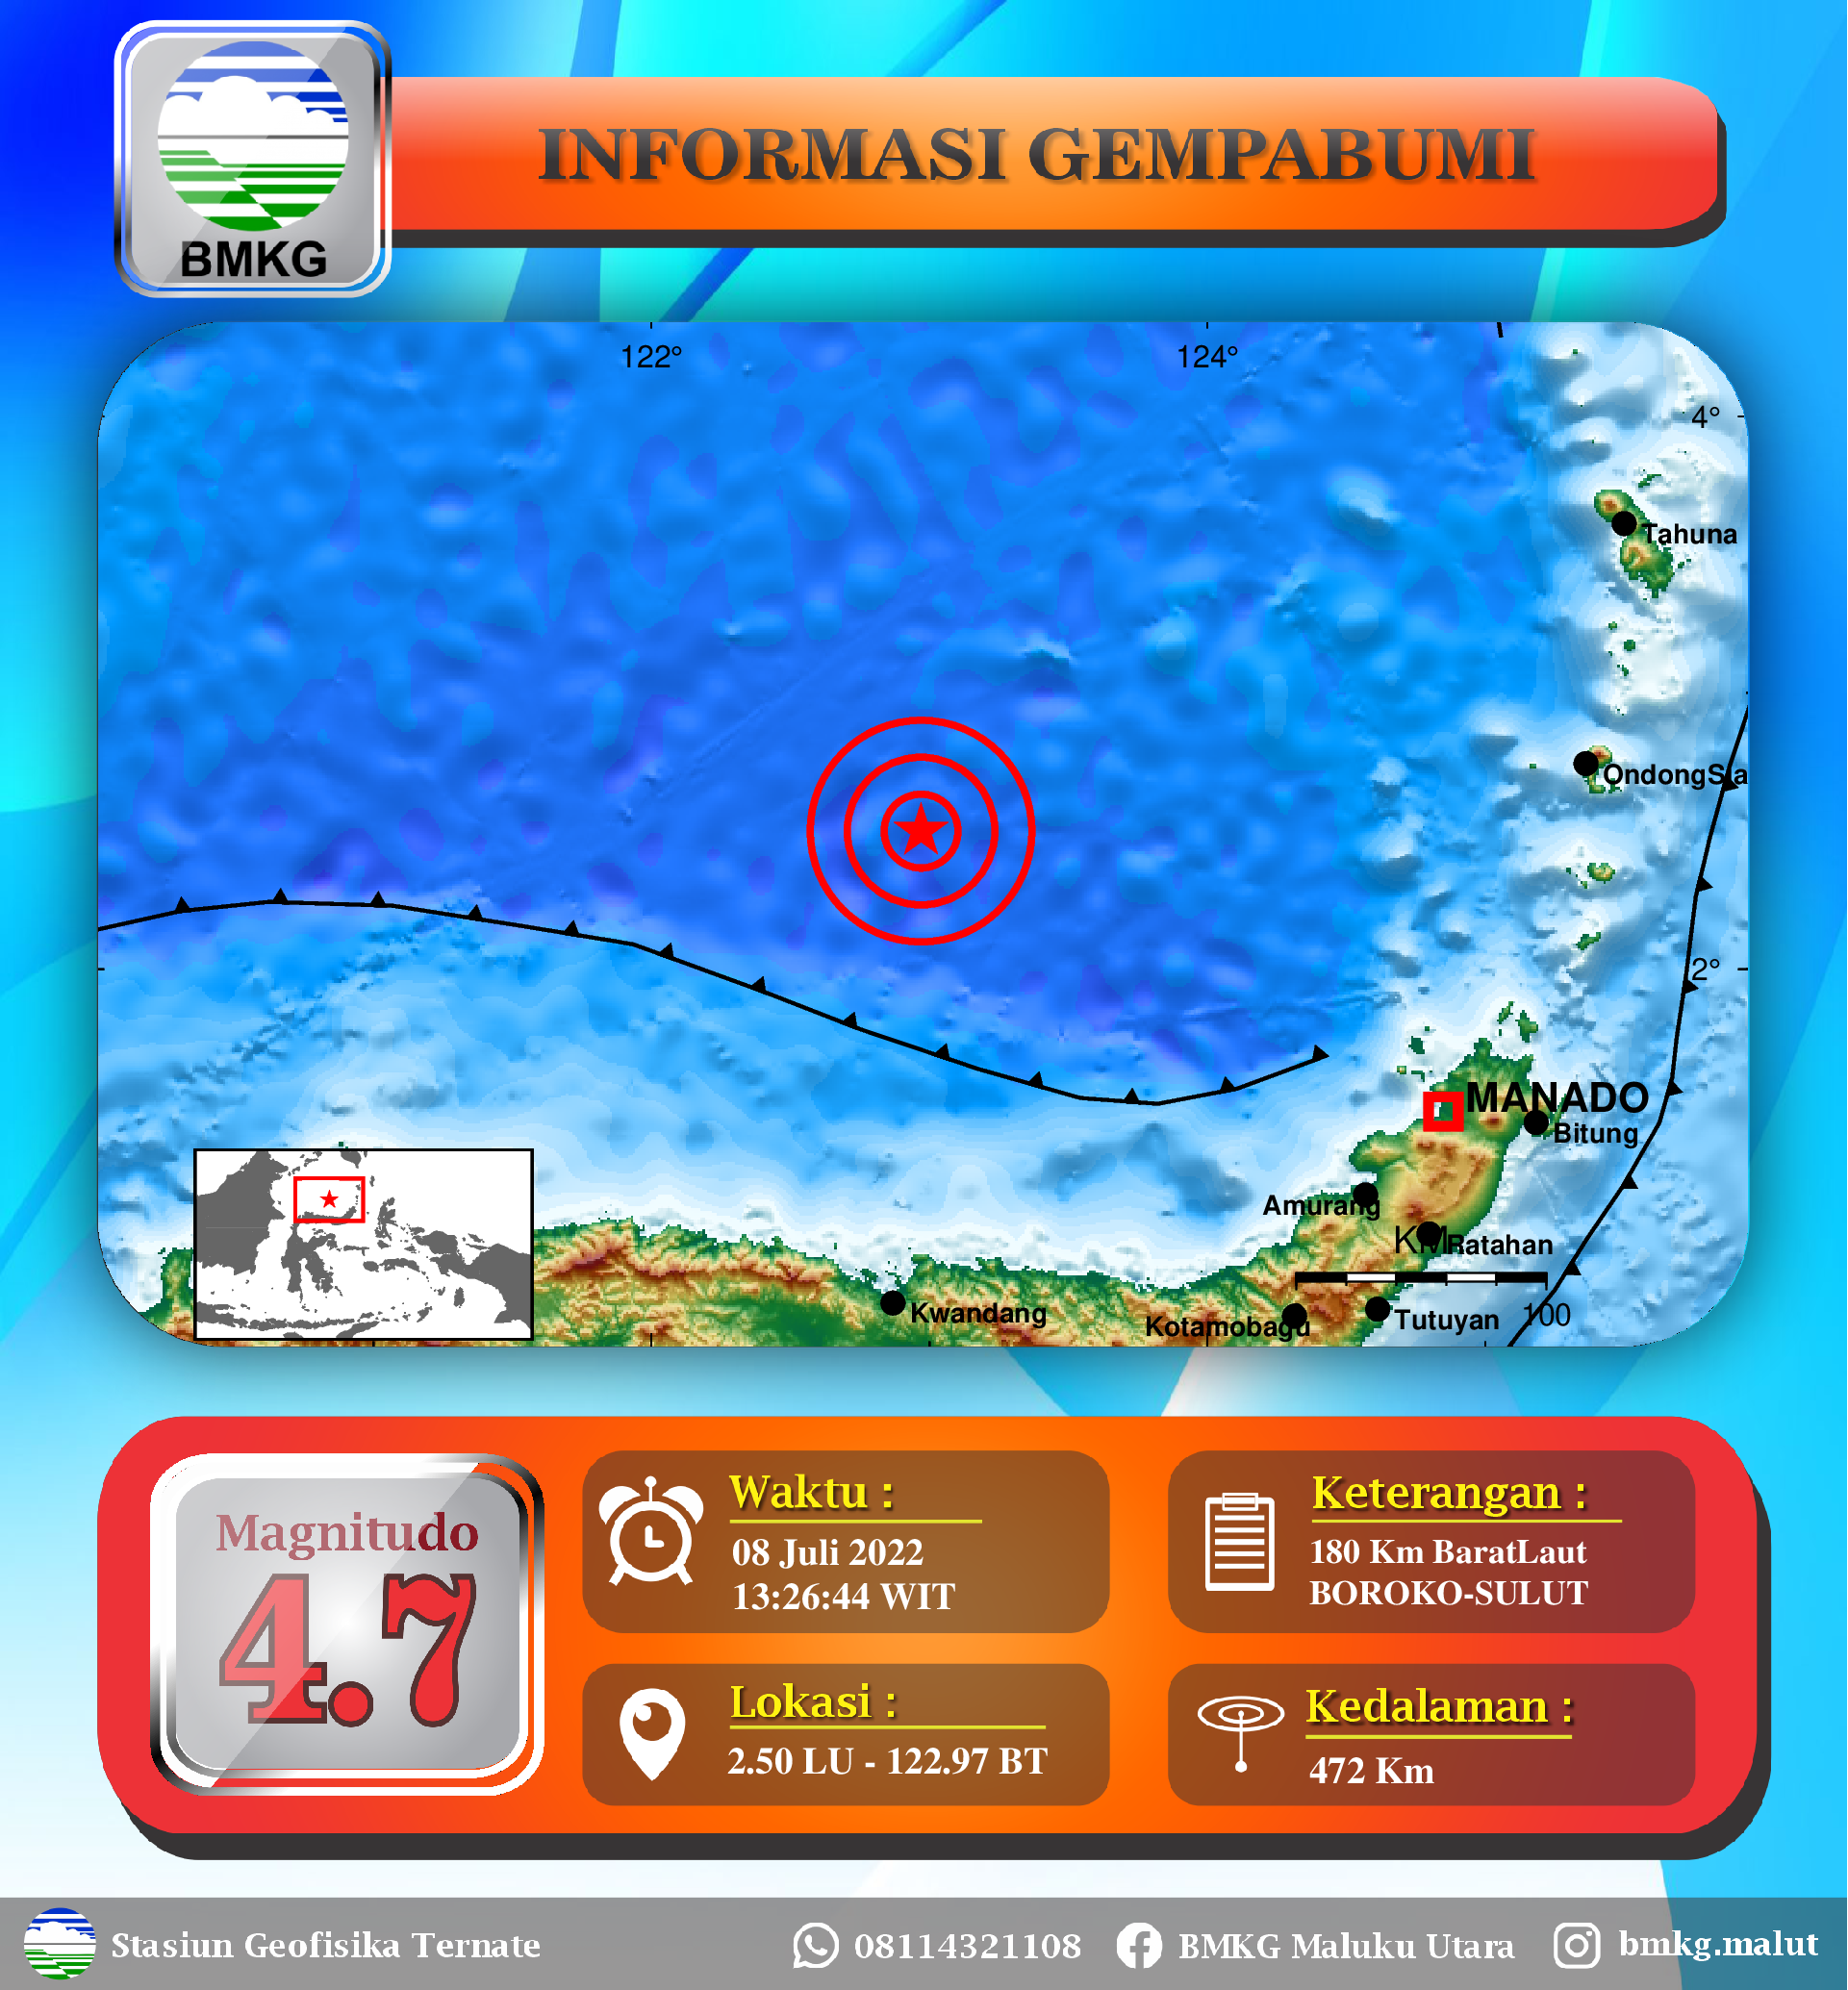 BMKG
INFORMASI GEMPABUMI
122°
124°
4°
Tahuna
OndongSia
2°
MANADO
Bitung
Amurang
KM
Ratahan
Kwandang
Kotamobagu
Tutuyan
100
Magnitudo
4.7
Waktu :
08 Juli 2022
13:26:44 WIT
Keterangan :
180 Km BaratLaut
BOROKO-SULUT
Lokasi :
2.50 LU - 122.97 BT
Kedalaman :
472 Km
Stasiun Geofisika Ternate
08114321108
BMKG Maluku Utara
bmkg.malut